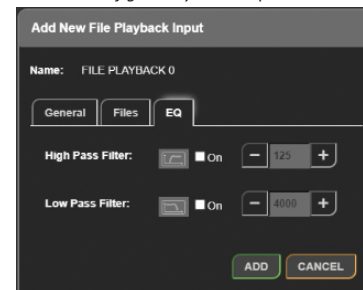 Add New File Playback Input
Name: FILE PLAYBACK 0
General Files EQ
High Pass Filter: On − 125 +
Low Pass Filter: On − 4000 +
ADD CANCEL